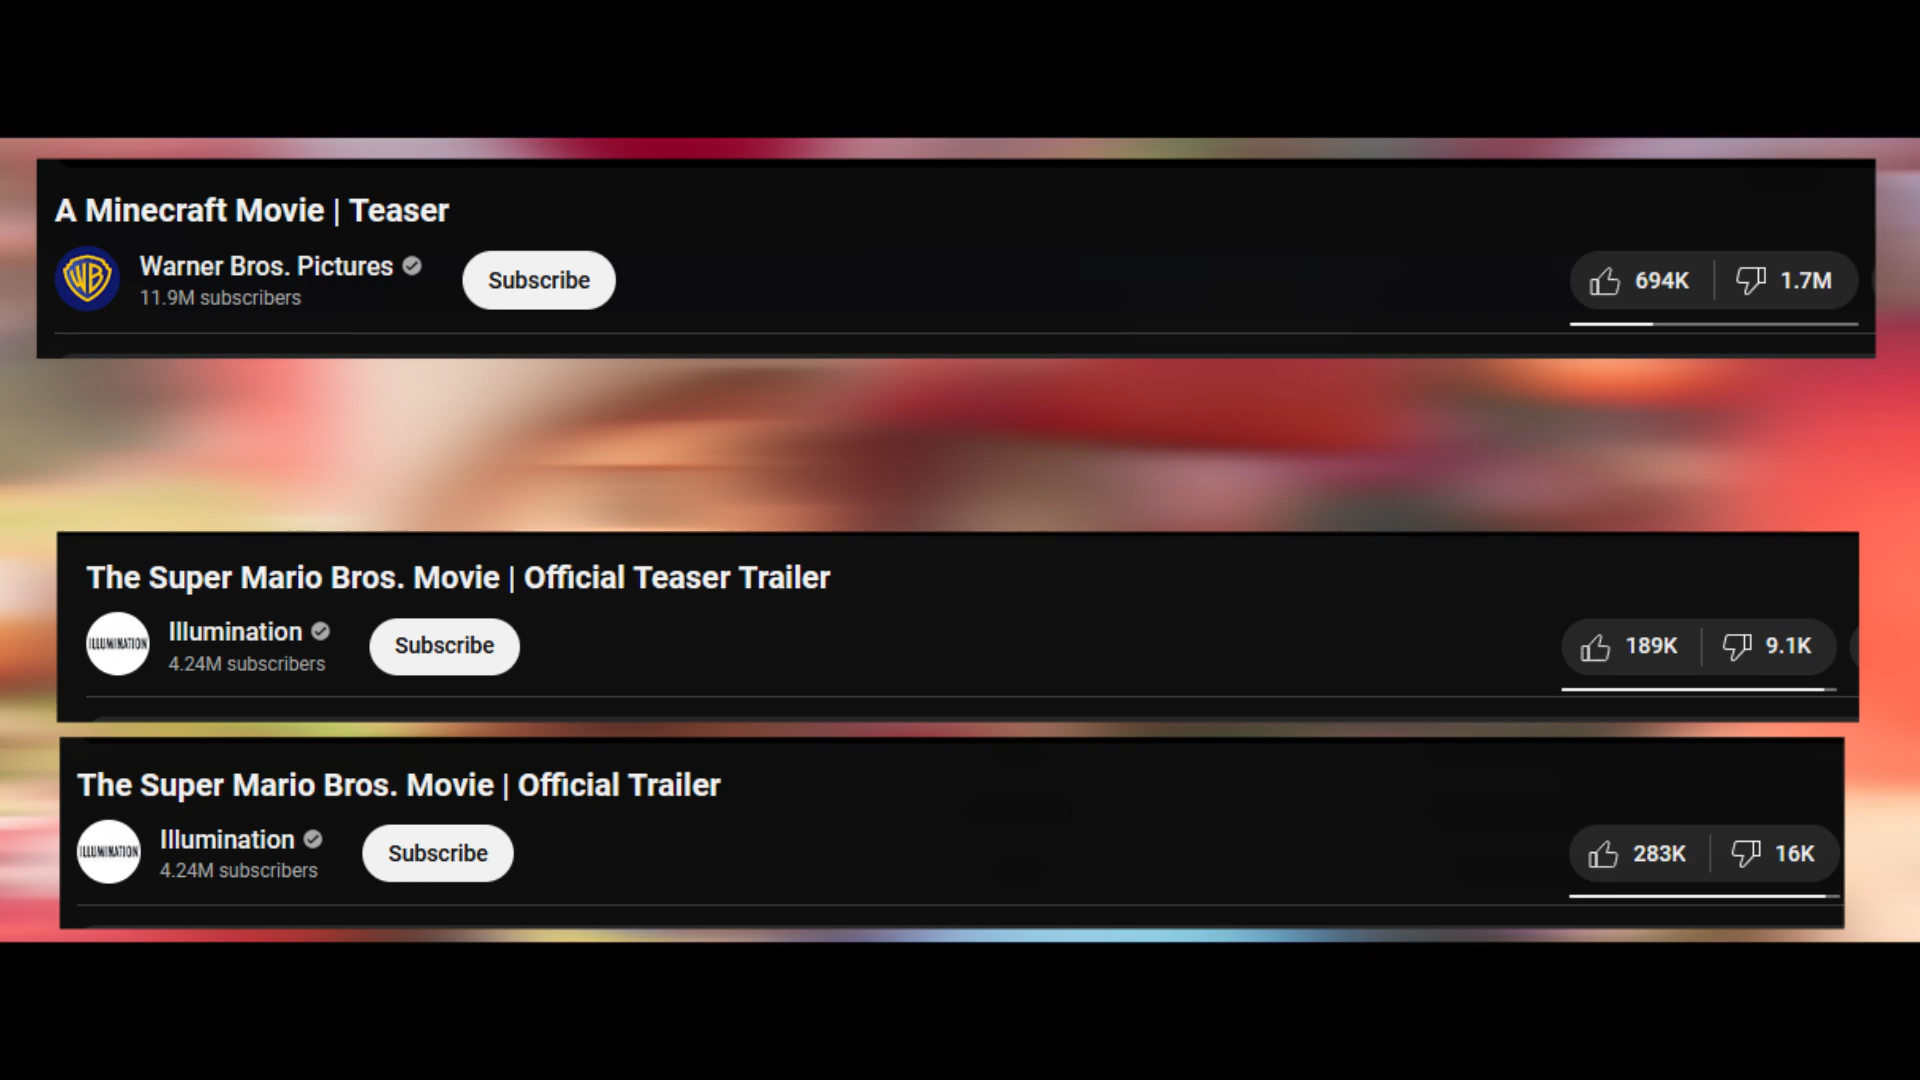 A Minecraft Movie | Teaser
WB
Warner Bros. Pictures
11.9M subscribers
Subscribe
694K
1.7M
The Super Mario Bros. Movie | Official Teaser Trailer
ILLUMINATION
Illumination
4.24M subscribers
Subscribe
189K
9.1K
The Super Mario Bros. Movie | Official Trailer
ILLUMINATION
Illumination
4.24M subscribers
Subscribe
283K
16K